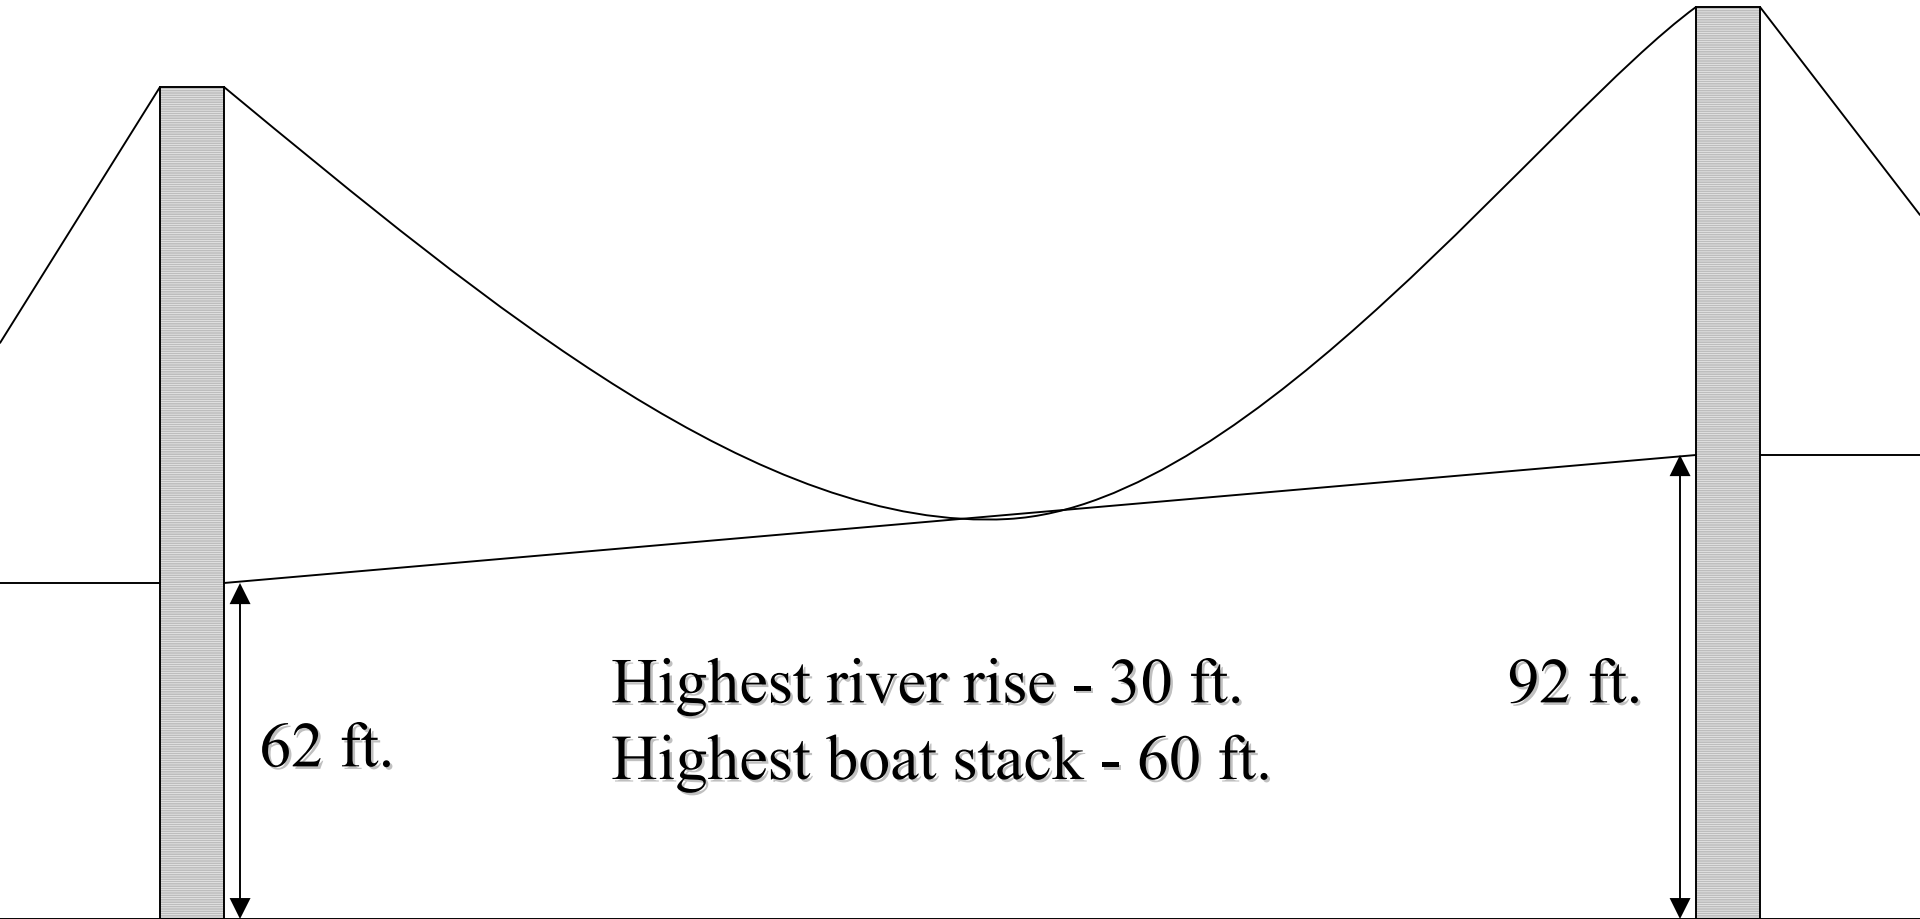 Highest river rise - 30 ft.
92 ft.
62 ft.
Highest boat stack - 60 ft.